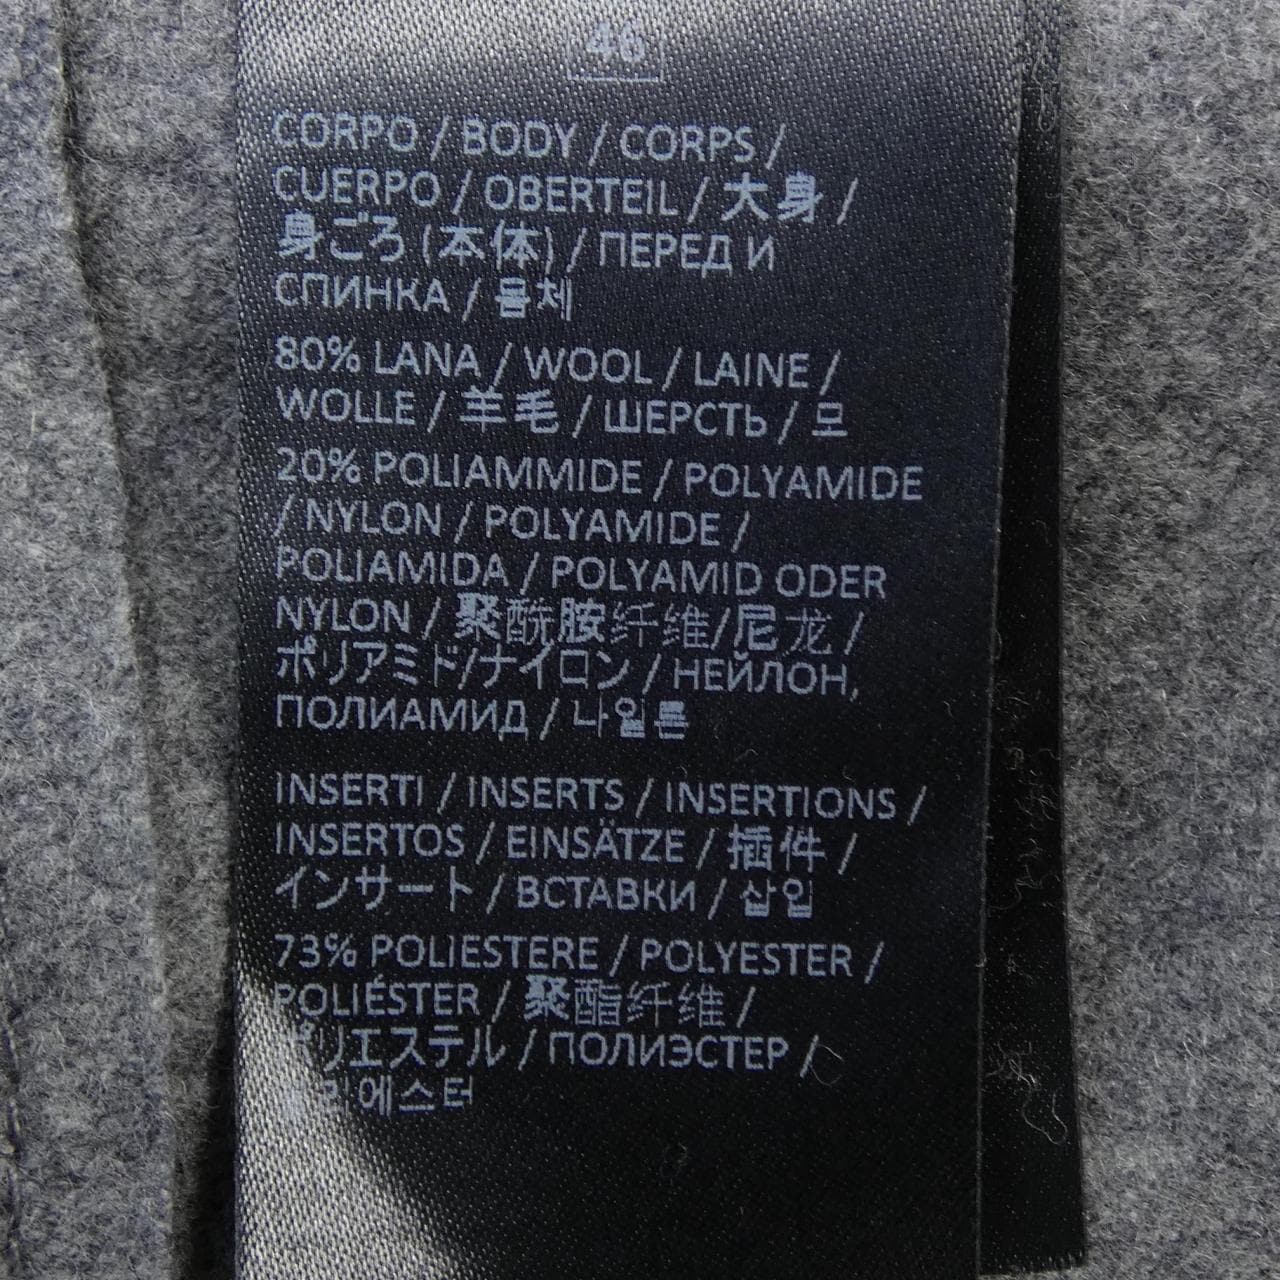 46
CORPO / BODY / CORPS /
CUERPO / OBERTEIL / 大身 /
身ごろ (本体) / ПЕРЕД И
СПИНКА / 몸체
80% LANA / WOOL / LAINE /
WOLLE / 羊毛 / ШЕРСТЬ / 모
20% POLIAMMIDE / POLYAMIDE
/ NYLON / POLYAMIDE /
POLIAMIDA / POLYAMID ODER
NYLON / 聚酰胺纤维/尼龙 /
ポリアミド/ナイロン / НЕЙЛОН,
ПОЛИАМИД / 나일론
INSERTI / INSERTS / INSERTIONS /
INSERTOS / EINSÄTZE / 插件 /
インサート / ВСТАВКИ / 삽입
73% POLIESTERE / POLYESTER /
POLIÉSTER / 聚酯纤维 /
ポリエステル / ПОЛИЭСТЕР /
폴리에스터